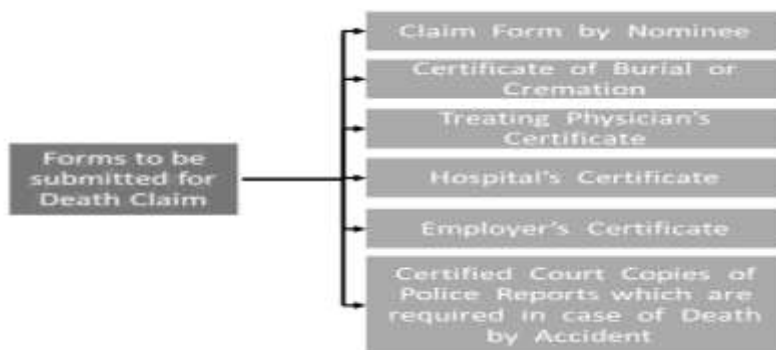 Forms to be
submitted for
Death Claim
Claim Form by Nominee
Certificate of Burial or
Cremation
Treating Physician's
Certificate
Hospital's Certificate
Employer's Certificate
Certified Court Copies of
Police Reports which are
required in case of Death
by Accident